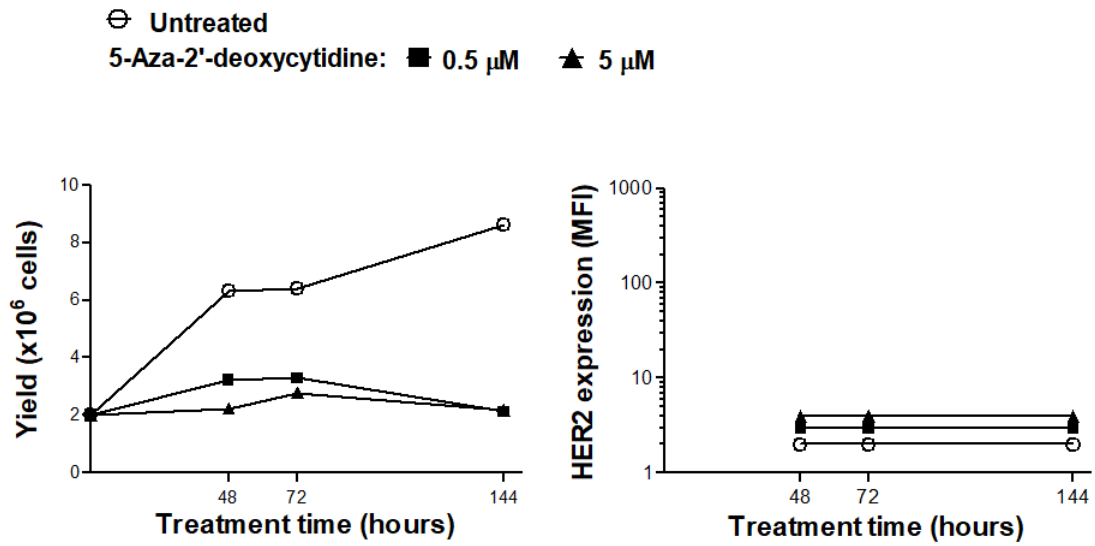 Untreated
5-Aza-2'-deoxycytidine: 0.5 μM 5 μM
Yield (x10⁶ cells)
10
8
6
4
2
0
48 72 144
Treatment time (hours)
HER2 expression (MFI)
1000
100
10
1
48 72 144
Treatment time (hours)